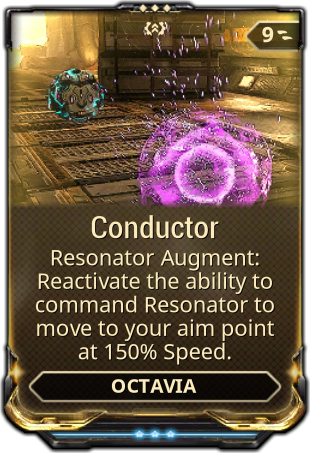 9
Conductor
Resonator Augment:
Reactivate the ability to
command Resonator to
move to your aim point
at 150% Speed.
OCTAVIA